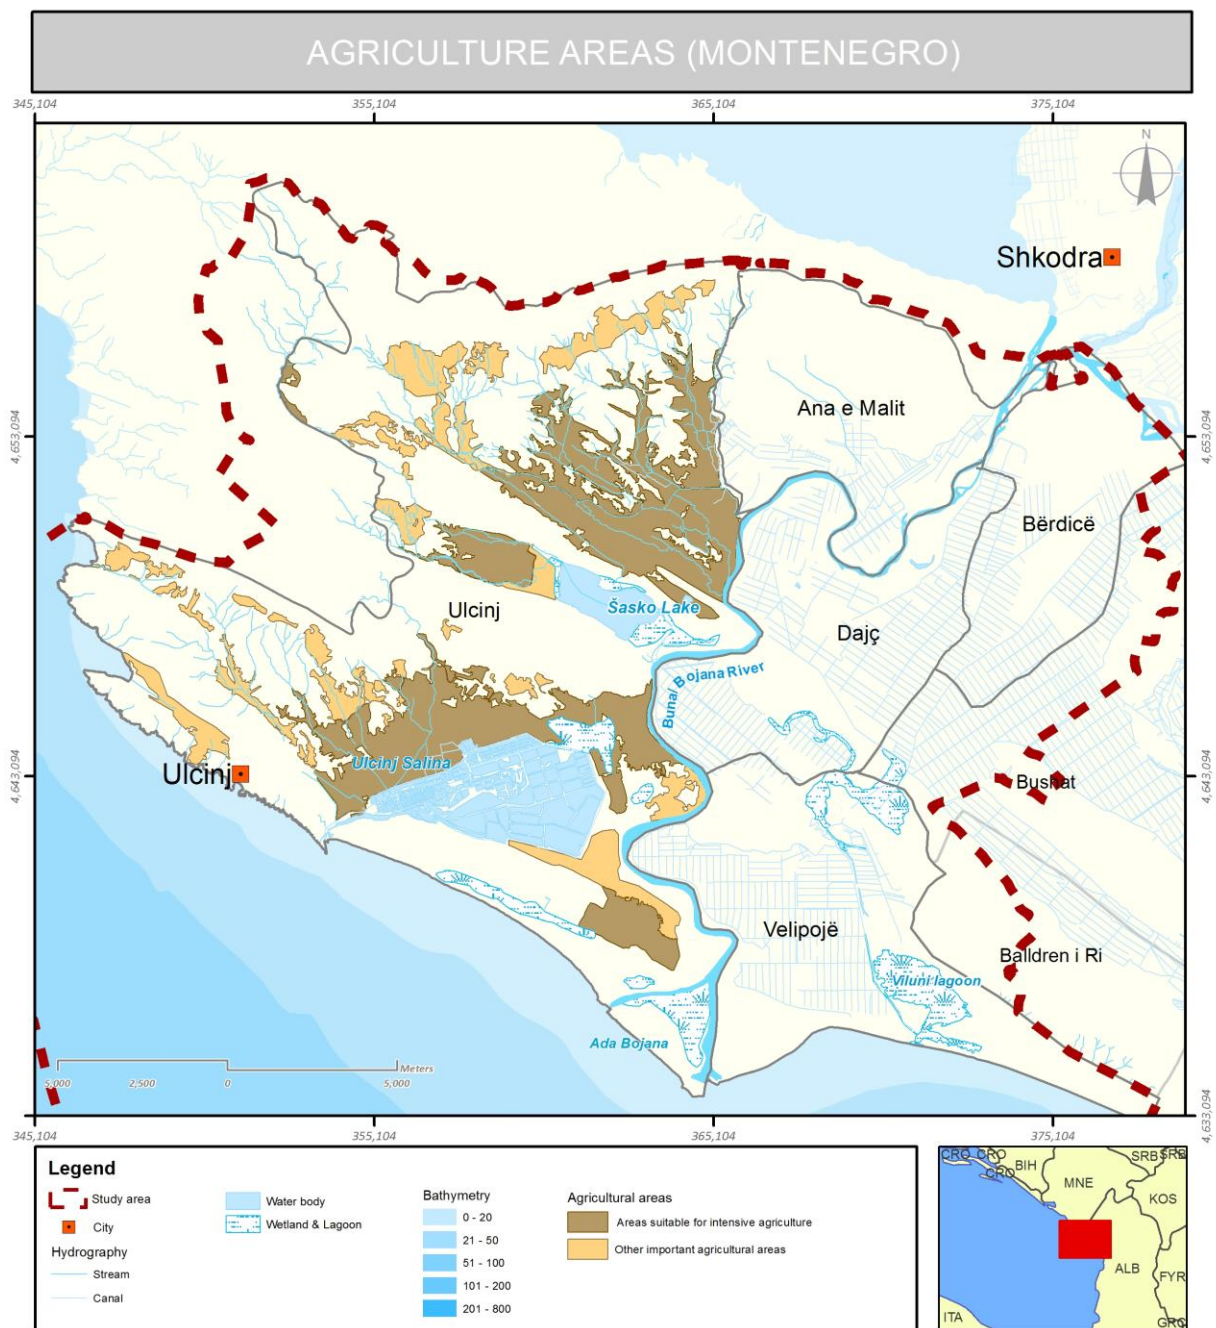 AGRICULTURE AREAS (MONTENEGRO)
345,104 355,104 365,104 375,104
N
Shkodra
4,653,094 4,653,094
Ana e Malit
Bërdicë
Ulcinj
Šasko Lake
Dajç
Buna/ Bojana River
Ulcinj Salina
Ulcinj
4,643,094 4,643,094
Bushat
Velipojë
Balldren i Ri
Viluni lagoon
Ada Bojana
Meters
5,000 2,500 0 5,000
4,633,094
345,104 355,104 365,104 375,104
Legend
Study area
City
Hydrography
Stream
Canal
Water body
Wetland & Lagoon
Bathymetry
0 - 20
21 - 50
51 - 100
101 - 200
201 - 800
Agricultural areas
Areas suitable for intensive agriculture
Other important agricultural areas
CRO CRO SRB SRB
CRO BIH
MNE
KOS
ALB
FYR
ITA
GRC